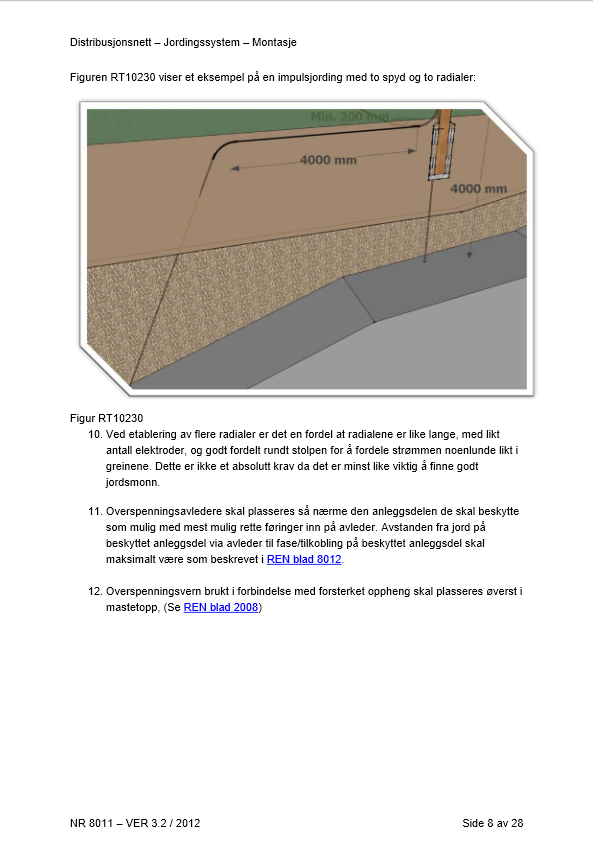 Distribusjonsnett – Jordingssystem – Montasje
Figuren RT10230 viser et eksempel på en impulsjording med to spyd og to radialer:
Min. 200 mm
4000 mm
4000 mm
Figur RT10230
10. Ved etablering av flere radialer er det en fordel at radialene er like lange, med likt
antall elektroder, og godt fordelt rundt stolpen for å fordele strømmen noenlunde likt i
greinene. Dette er ikke et absolutt krav da det er minst like viktig å finne godt
jordsmonn.
11. Overspenningsavledere skal plasseres så nærme den anleggsdelen de skal beskytte
som mulig med mest mulig rette føringer inn på avleder. Avstanden fra jord på
beskyttet anleggsdel via avleder til fase/tilkobling på beskyttet anleggsdel skal
maksimalt være som beskrevet i REN blad 8012.
12. Overspenningsvern brukt i forbindelse med forsterket oppheng skal plasseres øverst i
mastetopp, (Se REN blad 2008)
NR 8011 – VER 3.2 / 2012
Side 8 av 28